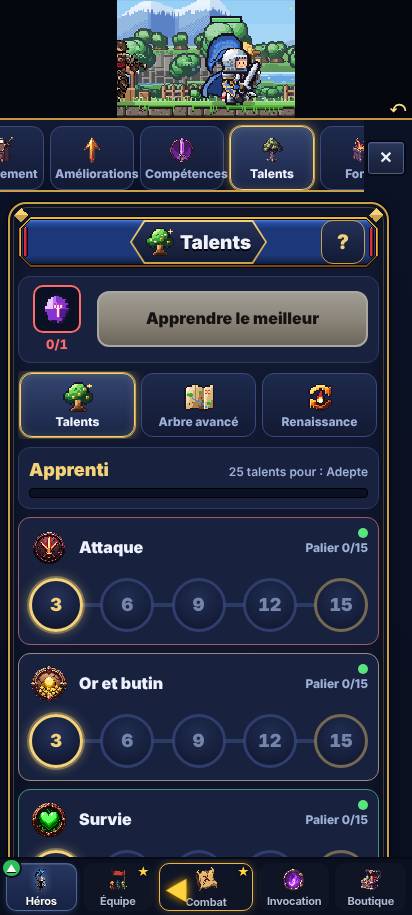 ement
Améliorations
Compétences
Talents
For
×
Talents
?
0/1
Apprendre le meilleur
Talents
Arbre avancé
Renaissance
Apprenti
25 talents pour : Adepte
Attaque
Palier 0/15
3 6 9 12 15
Or et butin
Palier 0/15
3 6 9 12 15
Survie
Palier 0/15
Héros
Équipe
Combat
Invocation
Boutique